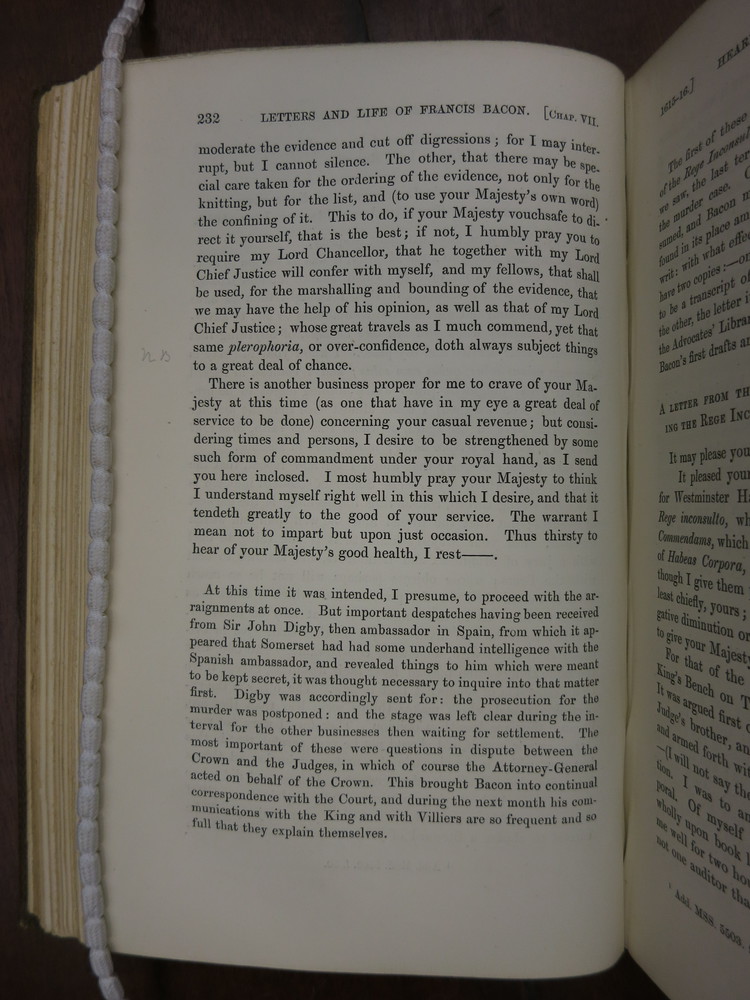 232 LETTERS AND LIFE OF FRANCIS BACON. [CHAP. VII.
moderate the evidence and cut off digressions; for I may inter-
rupt, but I cannot silence. The other, that there may be spe-
cial care taken for the ordering of the evidence, not only for the
knitting, but for the list, and (to use your Majesty's own word)
the confining of it. This to do, if your Majesty vouchsafe to di-
rect it yourself, that is the best; if not, I humbly pray you to
require my Lord Chancellor, that he together with my Lord
Chief Justice will confer with myself, and my fellows, that shall
be used, for the marshalling and bounding of the evidence, that
we may have the help of his opinion, as well as that of my Lord
Chief Justice; whose great travels as I much commend, yet that
same plerophoria, or over-confidence, doth always subject things
to a great deal of chance.
There is another business proper for me to crave of your Ma-
jesty at this time (as one that have in my eye a great deal of
service to be done) concerning your casual revenue; but consi-
dering times and persons, I desire to be strengthened by some
such form of commandment under your royal hand, as I send
you here inclosed. I most humbly pray your Majesty to think
I understand myself right well in this which I desire, and that it
tendeth greatly to the good of your service. The warrant I
mean not to impart but upon just occasion. Thus thirsty to
hear of your Majesty's good health, I rest——.
At this time it was intended, I presume, to proceed with the ar-
raignments at once. But important despatches having been received
from Sir John Digby, then ambassador in Spain, from which it ap-
peared that Somerset had had some underhand intelligence with the
Spanish ambassador, and revealed things to him which were meant
to be kept secret, it was thought necessary to inquire into that matter
first. Digby was accordingly sent for: the prosecution for the
murder was postponed: and the stage was left clear during the in-
terval for the other businesses then waiting for settlement. The
most important of these were questions in dispute between the
Crown and the Judges, in which of course the Attorney-General
acted on behalf of the Crown. This brought Bacon into continual
correspondence with the Court, and during the next month his com-
munications with the King and with Villiers are so frequent and so
full that they explain themselves.
1615-16.]
The first of these
of the Rege Inconsul
we saw, the last ter
the murder case.
sumed, and Bacon
found in its place
writ: with what effec
have two copies:—
to be a transcript of
the other, the letter
the Advocates' Librar
Bacon's first drafts
A LETTER FROM TH
ING THE REGE INC
It may please you
It pleased your
for Westminster H
Rege inconsulto,
Commendams, which
of Habeas Corpora,
though I give them
least chiefly, yours;
gative diminution or
to give your Majesty
For that of the
King's Bench on T
It was argued first
Judge's brother, an
and armed forth wit
(I will not say the
tion. I was to
poral. Of myself
wholly upon book
me well for two hou
not one auditor tha
Add. MSS. 5503.